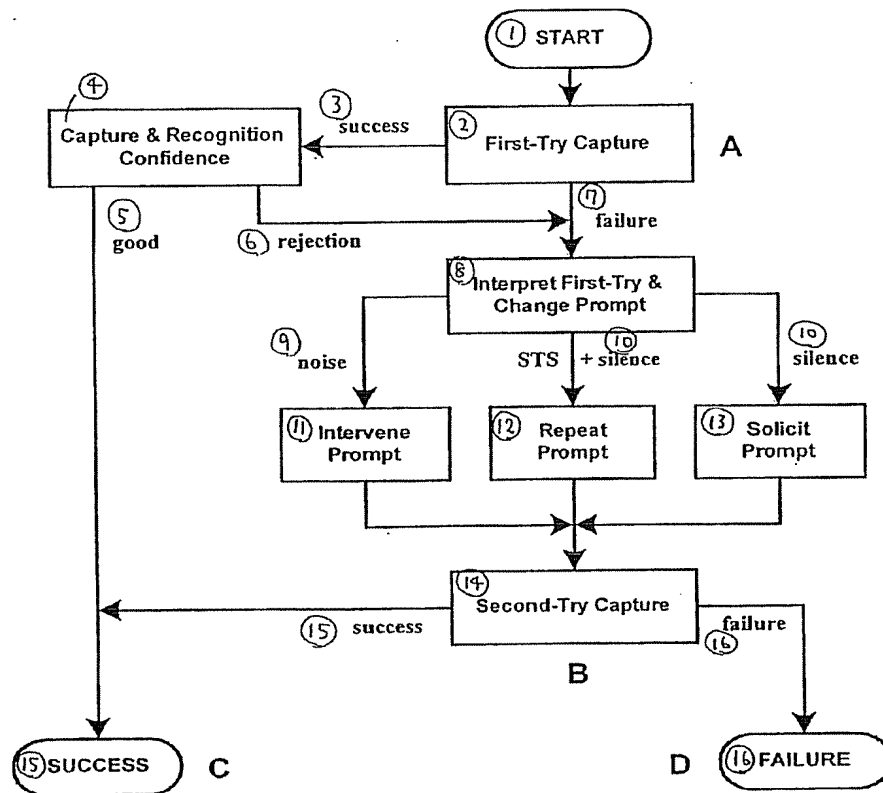 ① START
④
③ success
Capture & Recognition
Confidence
② First-Try Capture
A
⑤ good
⑥ rejection
⑦ failure
⑧ Interpret First-Try &
Change Prompt
⑨ noise
STS + silence ⑩
⑩ silence
⑪ Intervene
Prompt
⑫ Repeat
Prompt
⑬ Solicit
Prompt
⑭ Second-Try Capture
⑮ success
failure
⑯
B
⑮ SUCCESS
C
D
⑯ FAILURE